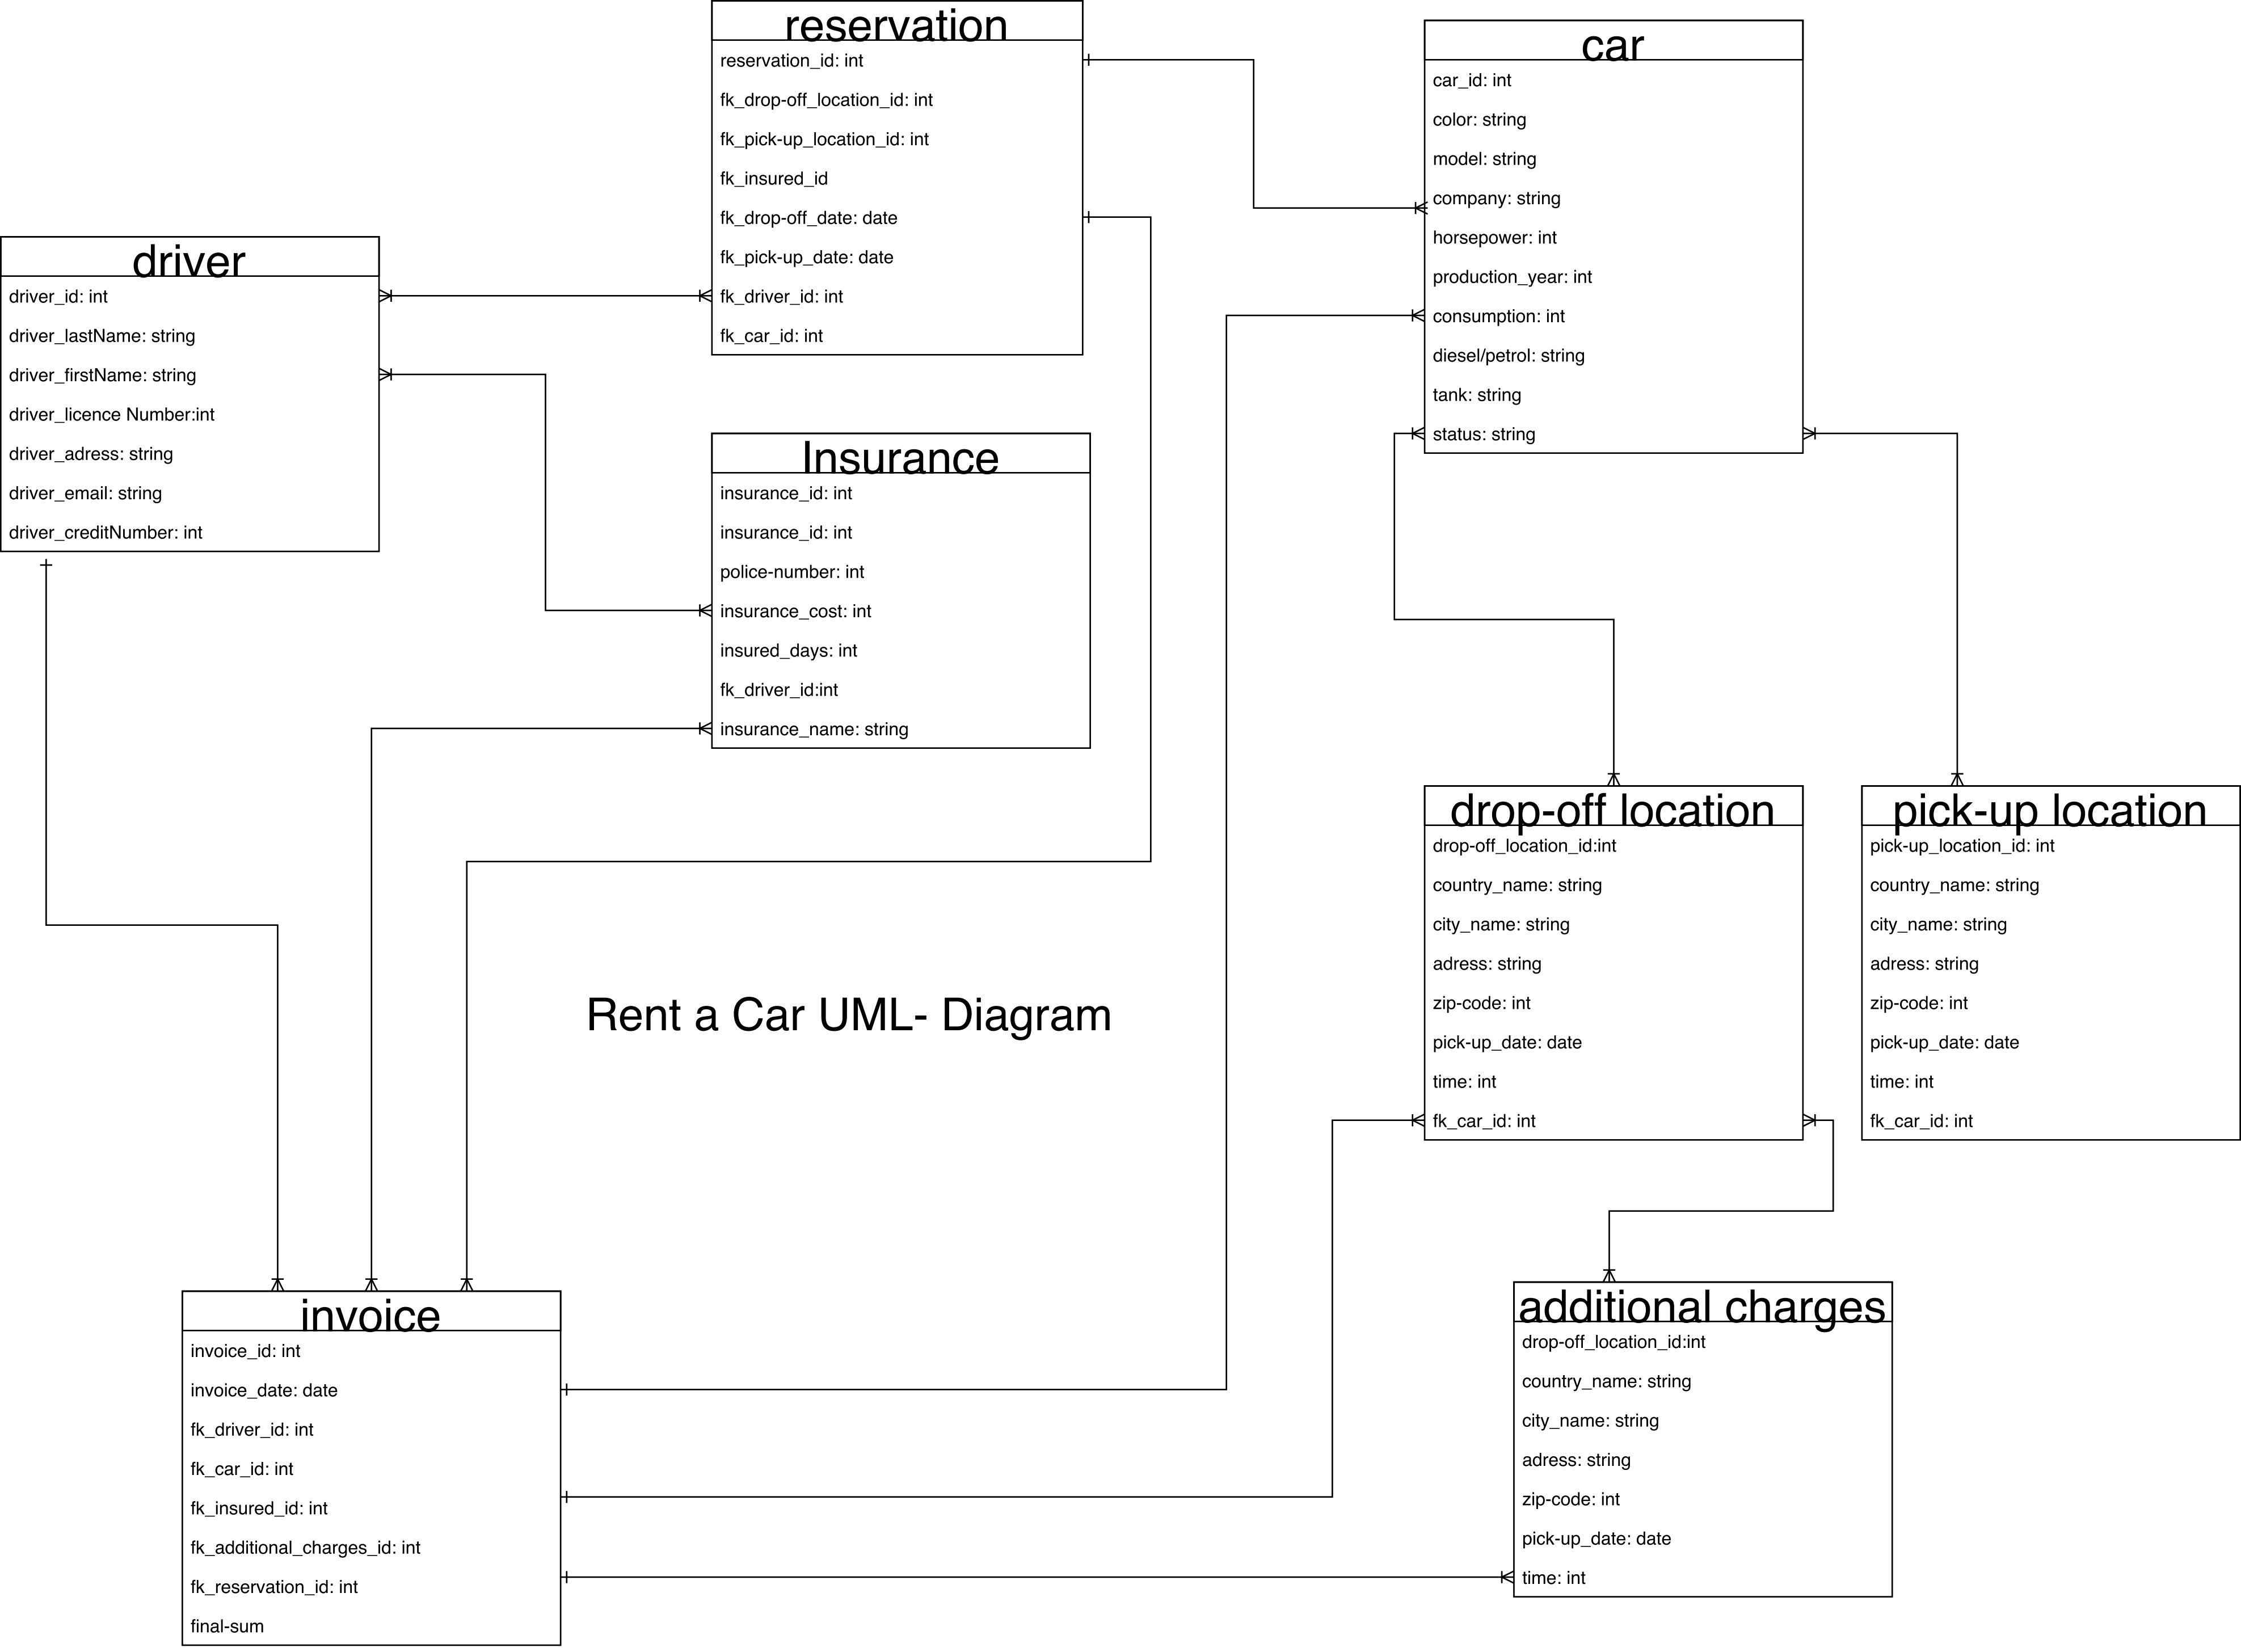 reservation
reservation_id: int
fk_drop-off_location_id: int
fk_pick-up_location_id: int
fk_insured_id
fk_drop-off_date: date
fk_pick-up_date: date
fk_driver_id: int
fk_car_id: int
car
car_id: int
color: string
model: string
company: string
horsepower: int
production_year: int
consumption: int
diesel/petrol: string
tank: string
status: string
driver
driver_id: int
driver_lastName: string
driver_firstName: string
driver_licence Number:int
driver_adress: string
driver_email: string
driver_creditNumber: int
Insurance
insurance_id: int
insurance_id: int
police-number: int
insurance_cost: int
insured_days: int
fk_driver_id:int
insurance_name: string
drop-off location
drop-off_location_id:int
country_name: string
city_name: string
adress: string
zip-code: int
pick-up_date: date
time: int
fk_car_id: int
pick-up location
pick-up_location_id: int
country_name: string
city_name: string
adress: string
zip-code: int
pick-up_date: date
time: int
fk_car_id: int
Rent a Car UML- Diagram
invoice
invoice_id: int
invoice_date: date
fk_driver_id: int
fk_car_id: int
fk_insured_id: int
fk_additional_charges_id: int
fk_reservation_id: int
final-sum
additional charges
drop-off_location_id:int
country_name: string
city_name: string
adress: string
zip-code: int
pick-up_date: date
time: int